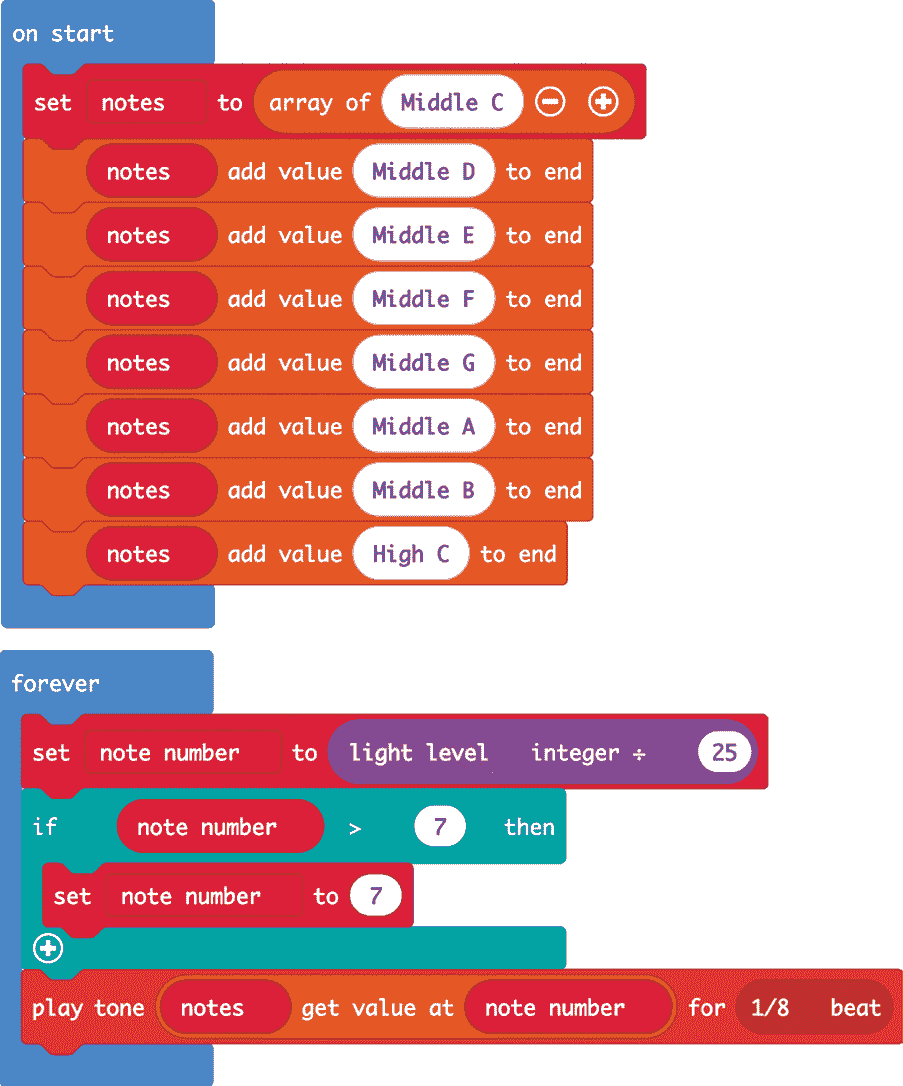 on start
set notes to array of Middle C
notes add value Middle D to end
notes add value Middle E to end
notes add value Middle F to end
notes add value Middle G to end
notes add value Middle A to end
notes add value Middle B to end
notes add value High C to end
forever
set note number to light level integer ÷ 25
if note number > 7 then
set note number to 7
play tone notes get value at note number for 1/8 beat